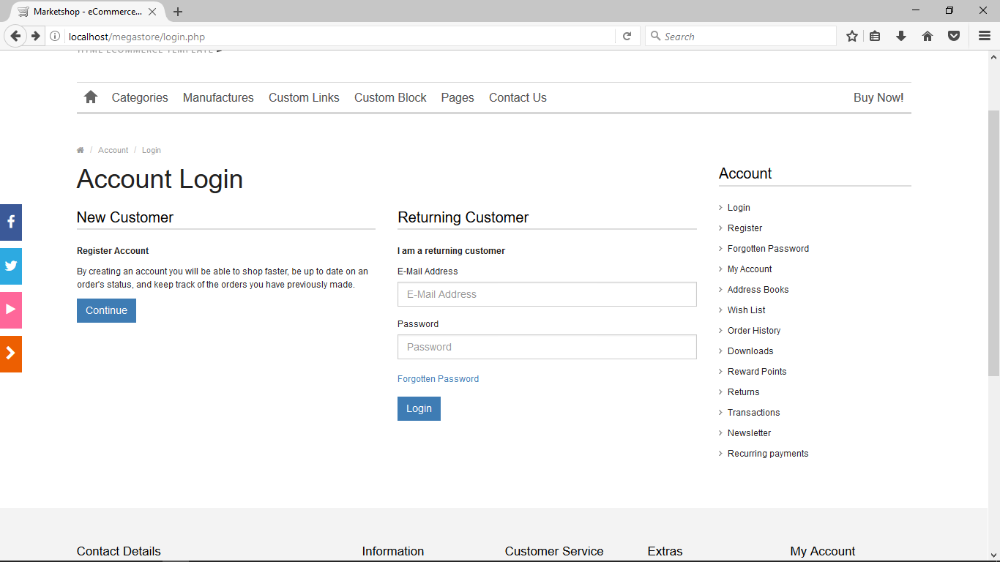 Marketshop - eCommerce...
localhost/megastore/login.php
Search
HTML ECOMMERCE TEMPLATE
Categories Manufactures Custom Links Custom Block Pages Contact Us Buy Now!
/ Account / Login
Account Login
New Customer
Register Account
By creating an account you will be able to shop faster, be up to date on an
order's status, and keep track of the orders you have previously made.
Continue
Returning Customer
I am a returning customer
E-Mail Address
E-Mail Address
Password
Password
Forgotten Password
Login
Account
Login
Register
Forgotten Password
My Account
Address Books
Wish List
Order History
Downloads
Reward Points
Returns
Transactions
Newsletter
Recurring payments
Contact Details Information Customer Service Extras My Account